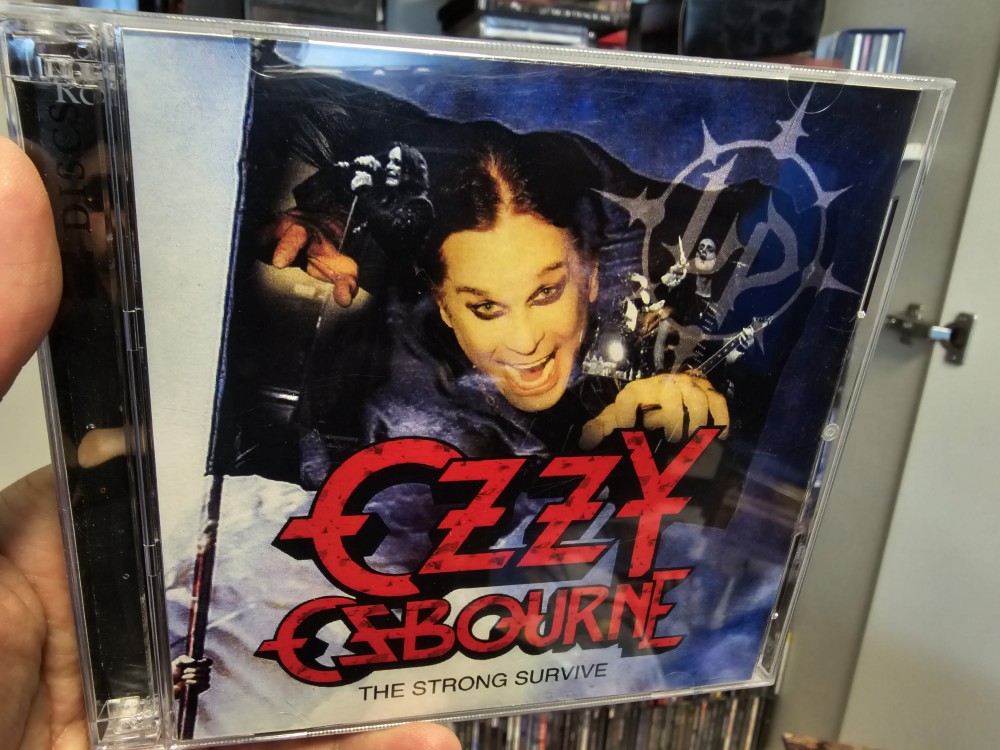 DISCS
OZZY
OSBOURNE
THE STRONG SURVIVE